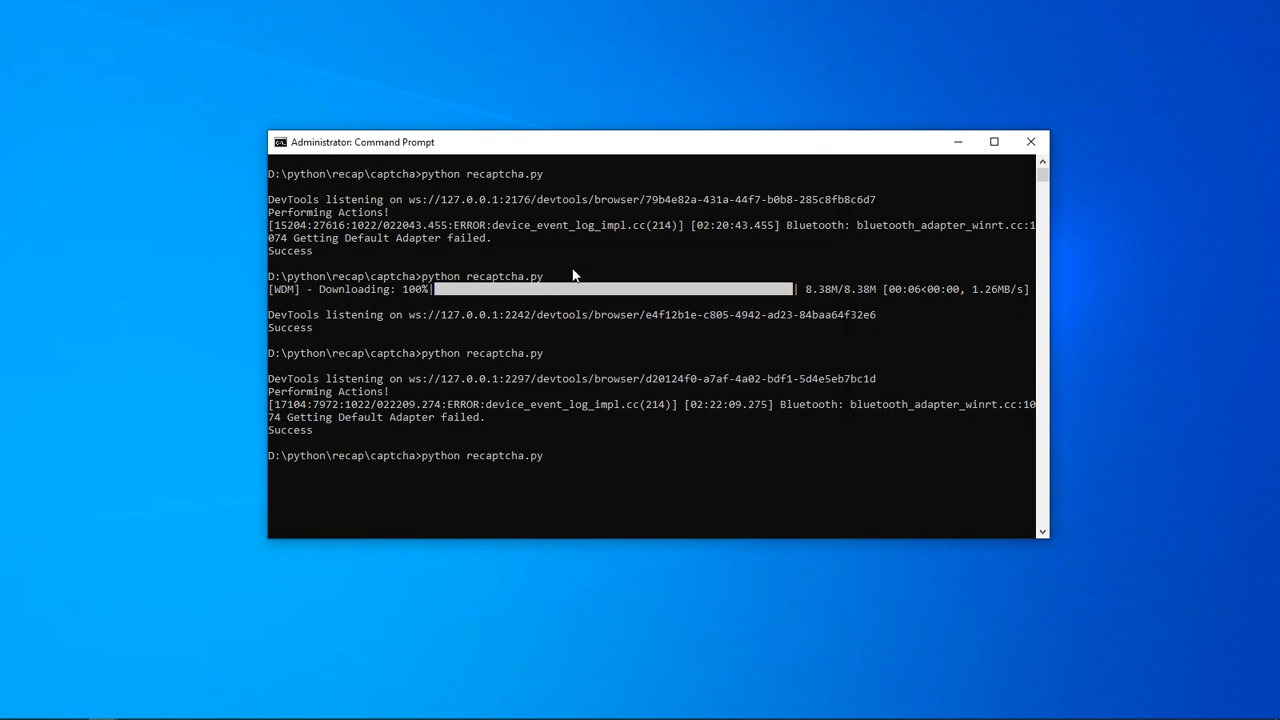 Administrator: Command Prompt
D:\python\recap\captcha>python recaptcha.py
DevTools listening on ws://127.0.0.1:2176/devtools/browser/79b4e82a-431a-44f7-b0b8-285c8fb8c6d7
Performing Actions!
[15204:27616:1022/022043.455:ERROR:device_event_log_impl.cc(214)] [02:20:43.455] Bluetooth: bluetooth_adapter_winrt.cc:1
074 Getting Default Adapter failed.
Success
D:\python\recap\captcha>python recaptcha.py
[WDM] - Downloading: 100%| | 8.38M/8.38M [00:06<00:00, 1.26MB/s]
DevTools listening on ws://127.0.0.1:2242/devtools/browser/e4f12b1e-c805-4942-ad23-84baa64f32e6
Success
D:\python\recap\captcha>python recaptcha.py
DevTools listening on ws://127.0.0.1:2297/devtools/browser/d20124f0-a7af-4a02-bdf1-5d4e5eb7bc1d
Performing Actions!
[17104:7972:1022/022209.274:ERROR:device_event_log_impl.cc(214)] [02:22:09.275] Bluetooth: bluetooth_adapter_winrt.cc:10
74 Getting Default Adapter failed.
Success
D:\python\recap\captcha>python recaptcha.py